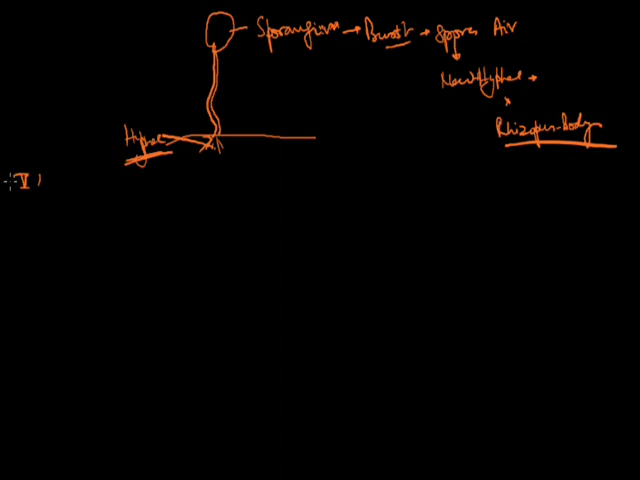 Sporangium → Burst → Spores Air
New Hyphae →
Rhizopus-Body
Hyphae
V)